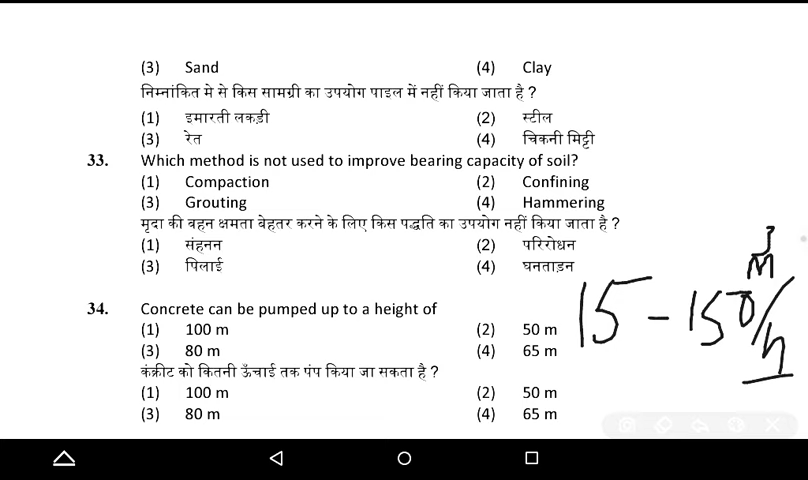 (3) Sand (4) Clay
निम्नांकित मे से किस सामग्री का उपयोग पाइल में नहीं किया जाता है ?
(1) इमारती लकड़ी (2) स्टील
(3) रेत (4) चिकनी मिट्टी
33. Which method is not used to improve bearing capacity of soil?
(1) Compaction (2) Confining
(3) Grouting (4) Hammering
मृदा की वहन क्षमता बेहतर करने के लिए किस पद्धति का उपयोग नहीं किया जाता है ?
(1) संहनन (2) परिरोधन
(3) पिलाई (4) घनताड़न
34. Concrete can be pumped up to a height of
(1) 100 m (2) 50 m
(3) 80 m (4) 65 m
कंक्रीट को कितनी ऊँचाई तक पंप किया जा सकता है ?
(1) 100 m (2) 50 m
(3) 80 m (4) 65 m
15 - 150 M³/h